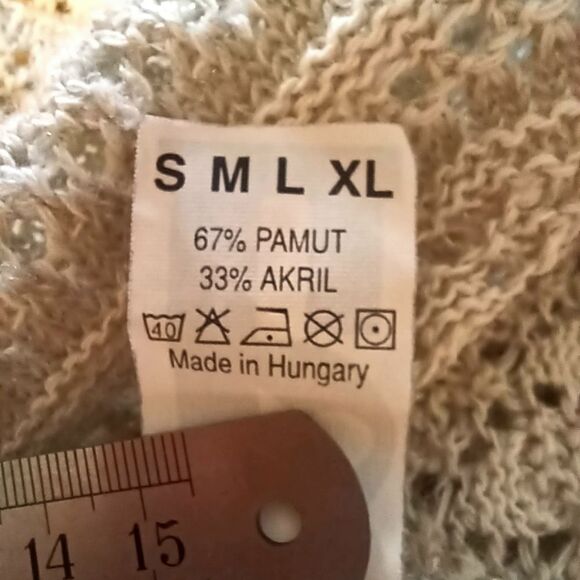 S M L XL
67% PAMUT
33% AKRIL
40
Made in Hungary
14 15